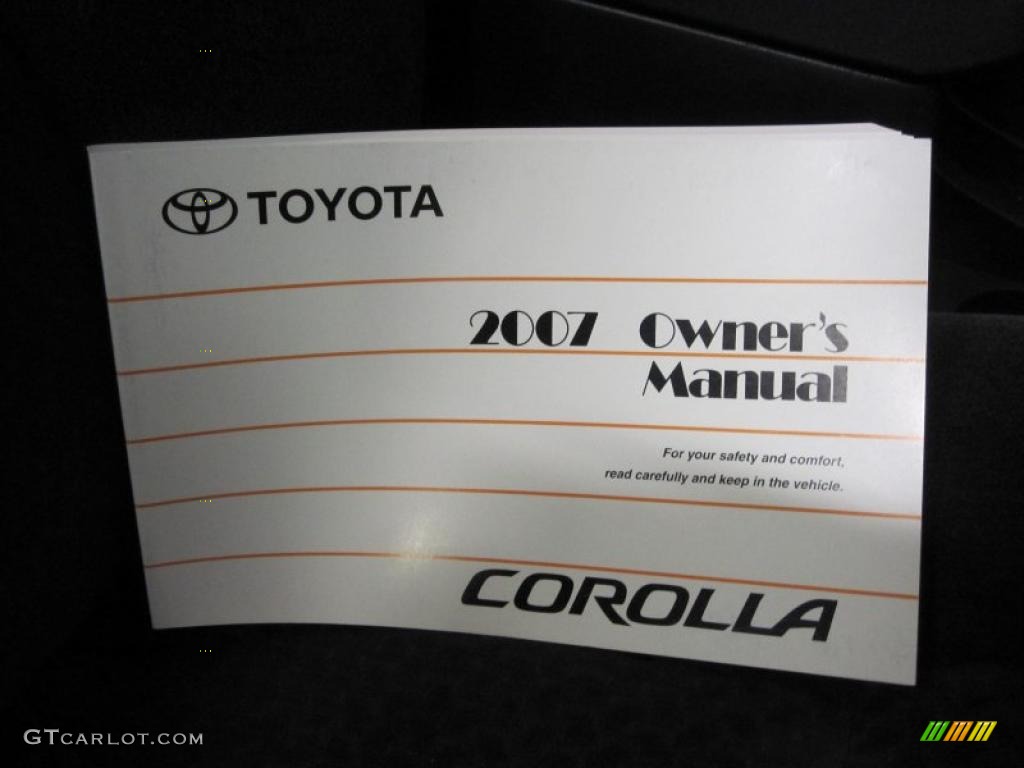 TOYOTA
2007 Owner's
Manual
For your safety and comfort,
read carefully and keep in the vehicle.
COROLLA
GTCARLOT.COM